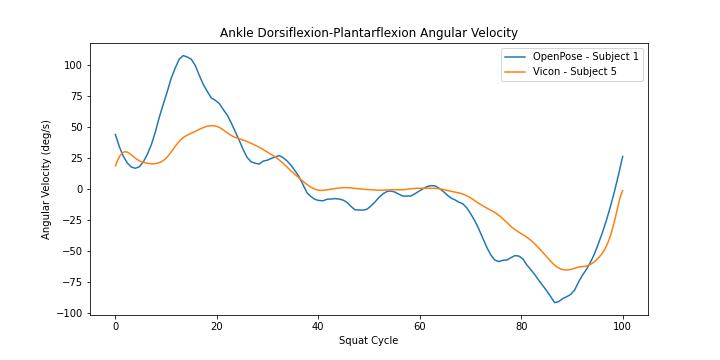 Ankle Dorsiflexion-Plantarflexion Angular Velocity
OpenPose - Subject 1
Vicon - Subject 5
Angular Velocity (deg/s)
100
75
50
25
0
−25
−50
−75
−100
0 20 40 60 80 100
Squat Cycle